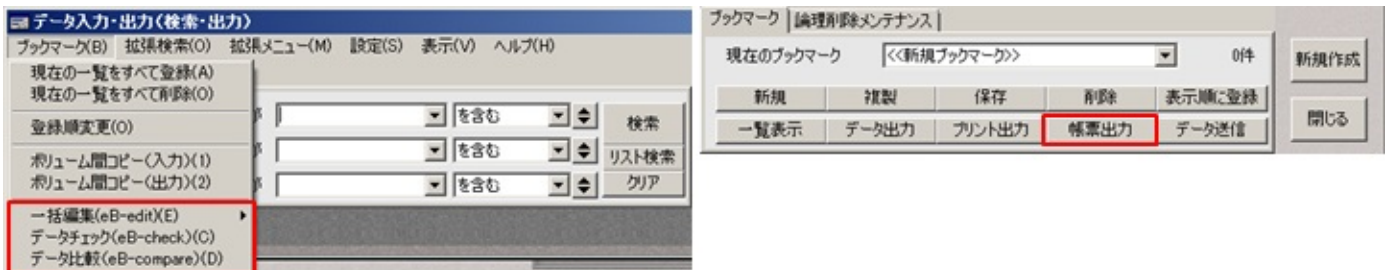 データ入力・出力(検索・出力)
ブックマーク(B) 拡張検索(O) 拡張メニュー(M) 設定(S) 表示(V) ヘルプ(H)
現在の一覧をすべて登録(A)
現在の一覧をすべて削除(O)
登録順変更(O)
ボリューム間コピー(入力)(1)
ボリューム間コピー(出力)(2)
一括編集(eB-edit)(E)
データチェック(eB-check)(C)
データ比較(eB-compare)(D)
を含む
検索
を含む
リスト検索
を含む
クリア
ブックマーク 論理削除メンテナンス
現在のブックマーク <<新規ブックマーク>> 0件
新規 複製 保存 削除 表示順に登録
一覧表示 データ出力 プリント出力 帳票出力 データ送信
新規作成
閉じる